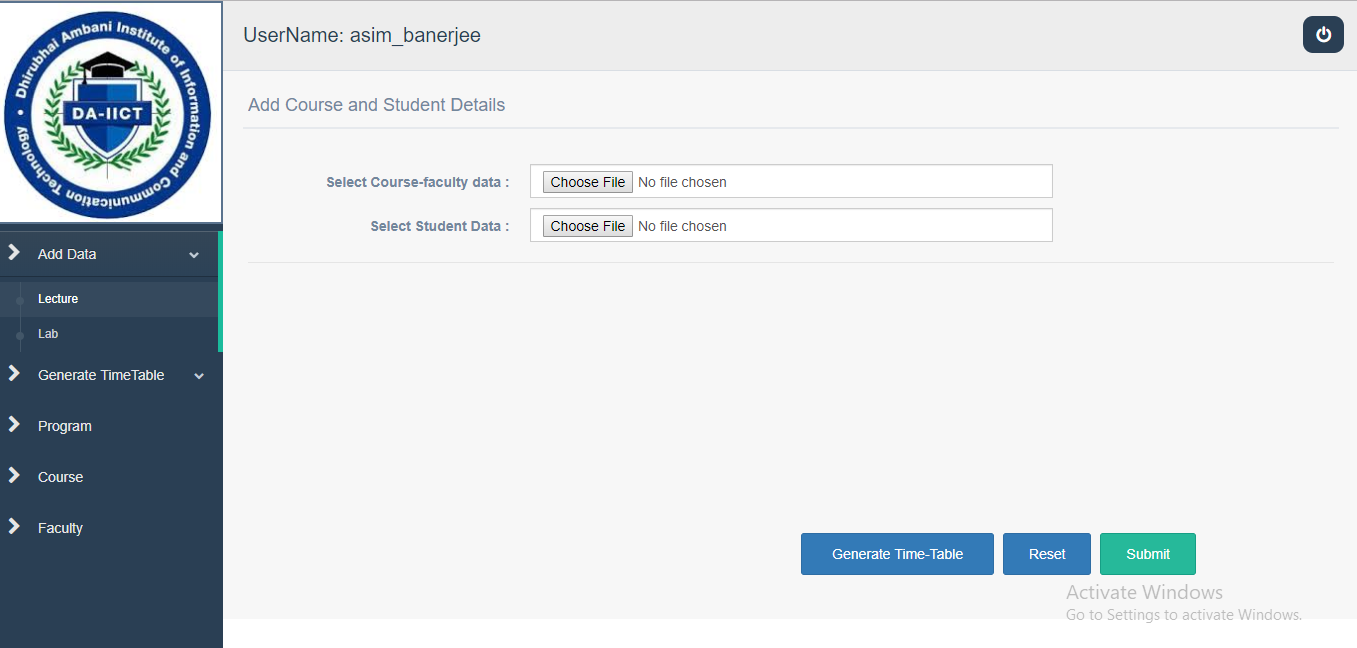 Dhirubhai Ambani Institute of Information and Communication Technology
DA-IICT
UserName: asim_banerjee
Add Course and Student Details
Select Course-faculty data : Choose File No file chosen
Select Student Data : Choose File No file chosen
Add Data
Lecture
Lab
Generate TimeTable
Program
Course
Faculty
Generate Time-Table Reset Submit
Activate Windows
Go to Settings to activate Windows.